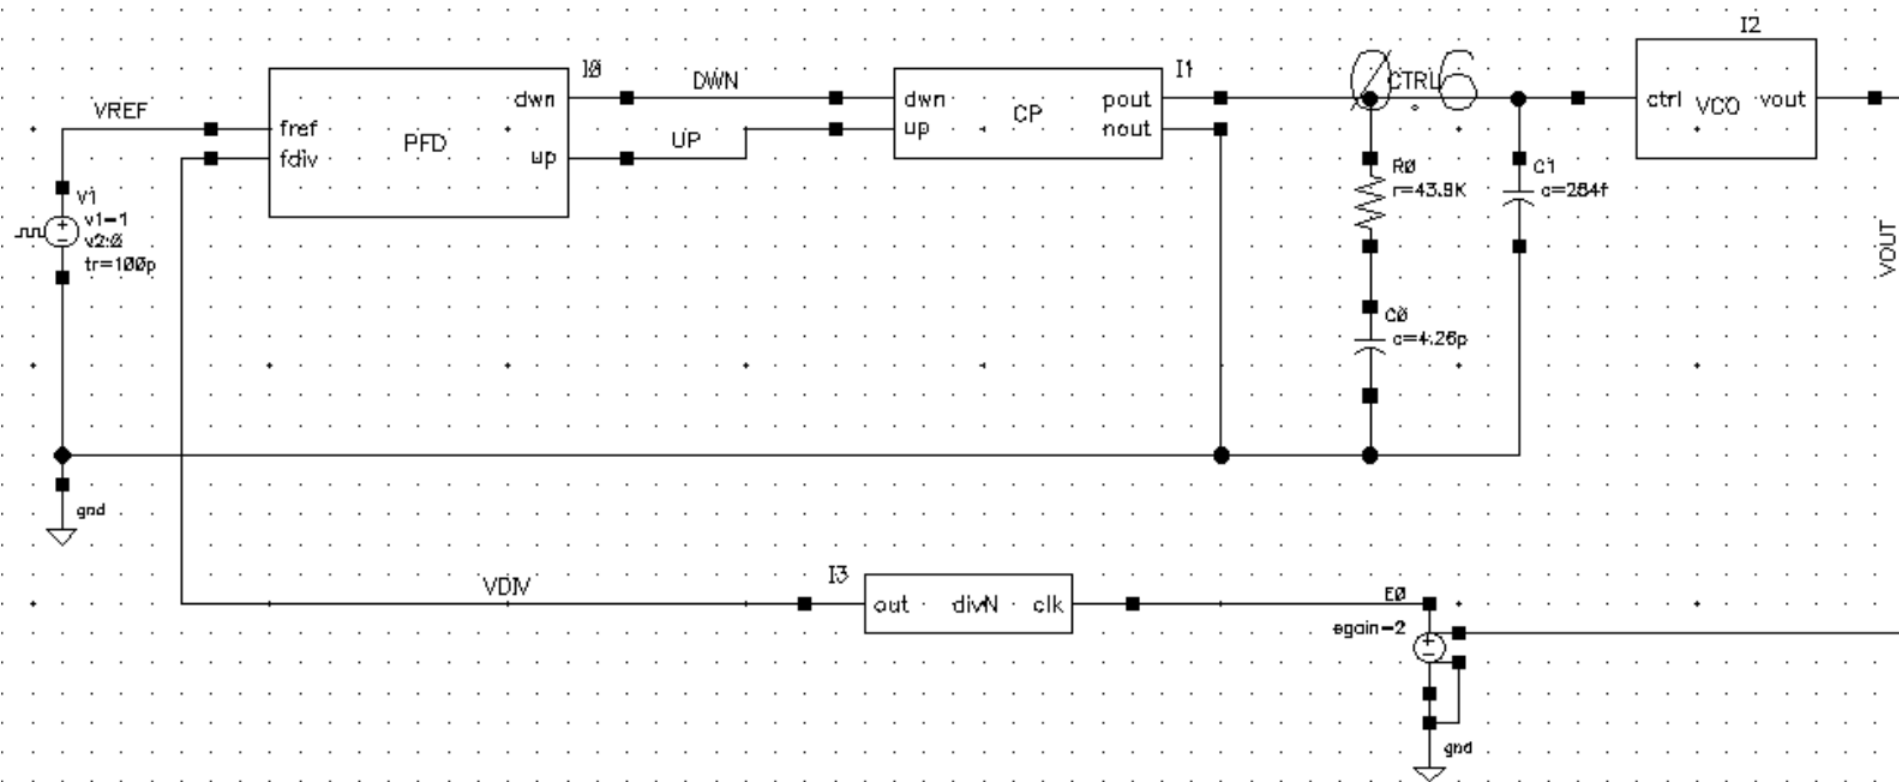 I2
I0
I1
VREF
fref
fdiv
PFD
dwn
up
DWN
UP
dwn
up
CP
pout
nout
0.6
CTRL
ctrl
VCO
vout
V1
v1=1
v2:0
tr=100p
R0
r=43.9K
C1
c=284f
C0
c=4.26p
VOUT
gnd
VDIV
I3
out
divN
clk
E0
egain=2
gnd